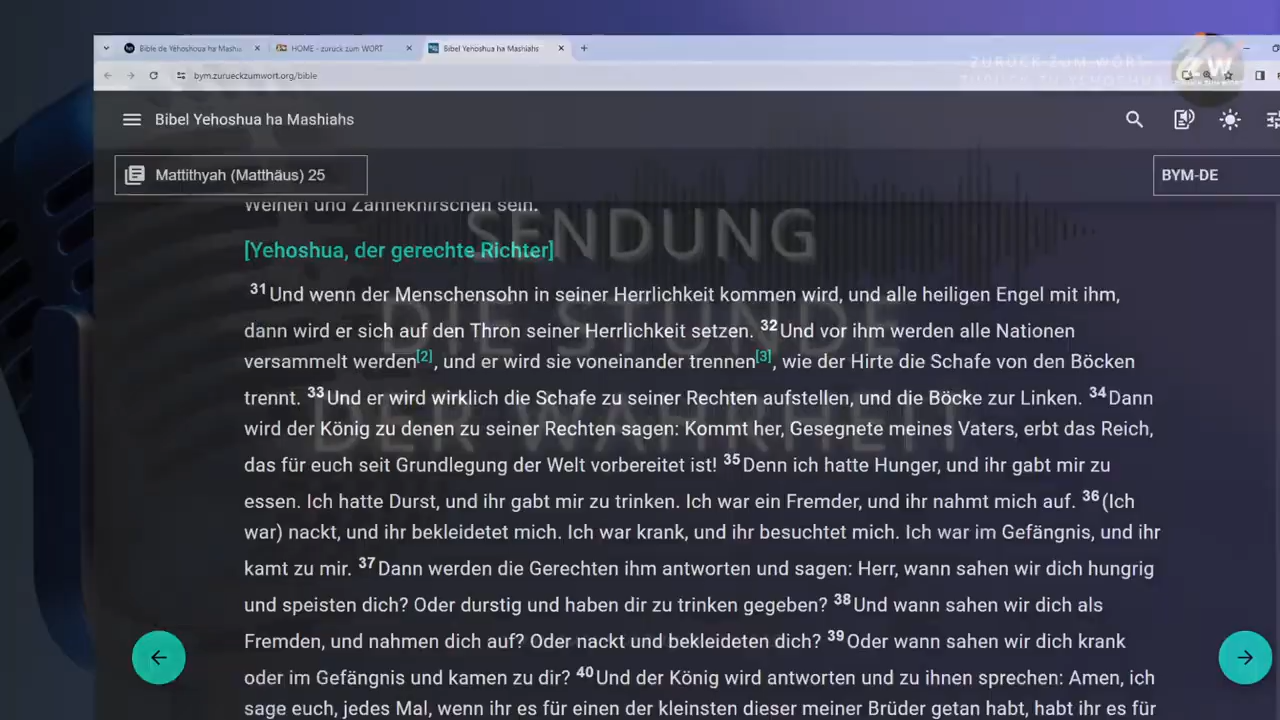 Bible de Yéhoshoua ha Mashia
HOME - zurück zum WORT
Bibel Yehoshua ha Mashiahs
bym.zurueckzumwort.org/bible
ZURÜCK ZUM WORT
ZW
Bibel Yehoshua ha Mashiahs
Mattithyah (Matthäus) 25
BYM-DE
Weinen und Zähneknirschen sein.
SENDUNG
DIE STUNDE
DER WAHRHEIT
[Yehoshua, der gerechte Richter]
31 Und wenn der Menschensohn in seiner Herrlichkeit kommen wird, und alle heiligen Engel mit ihm,
dann wird er sich auf den Thron seiner Herrlichkeit setzen. 32 Und vor ihm werden alle Nationen
versammelt werden[2], und er wird sie voneinander trennen[3], wie der Hirte die Schafe von den Böcken
trennt. 33 Und er wird wirklich die Schafe zu seiner Rechten aufstellen, und die Böcke zur Linken. 34 Dann
wird der König zu denen zu seiner Rechten sagen: Kommt her, Gesegnete meines Vaters, erbt das Reich,
das für euch seit Grundlegung der Welt vorbereitet ist! 35 Denn ich hatte Hunger, und ihr gabt mir zu
essen. Ich hatte Durst, und ihr gabt mir zu trinken. Ich war ein Fremder, und ihr nahmt mich auf. 36 (Ich
war) nackt, und ihr bekleidetet mich. Ich war krank, und ihr besuchtet mich. Ich war im Gefängnis, und ihr
kamt zu mir. 37 Dann werden die Gerechten ihm antworten und sagen: Herr, wann sahen wir dich hungrig
und speisten dich? Oder durstig und haben dir zu trinken gegeben? 38 Und wann sahen wir dich als
Fremden, und nahmen dich auf? Oder nackt und bekleideten dich? 39 Oder wann sahen wir dich krank
oder im Gefängnis und kamen zu dir? 40 Und der König wird antworten und zu ihnen sprechen: Amen, ich
sage euch, jedes Mal, wenn ihr es für einen der kleinsten dieser meiner Brüder getan habt, habt ihr es für